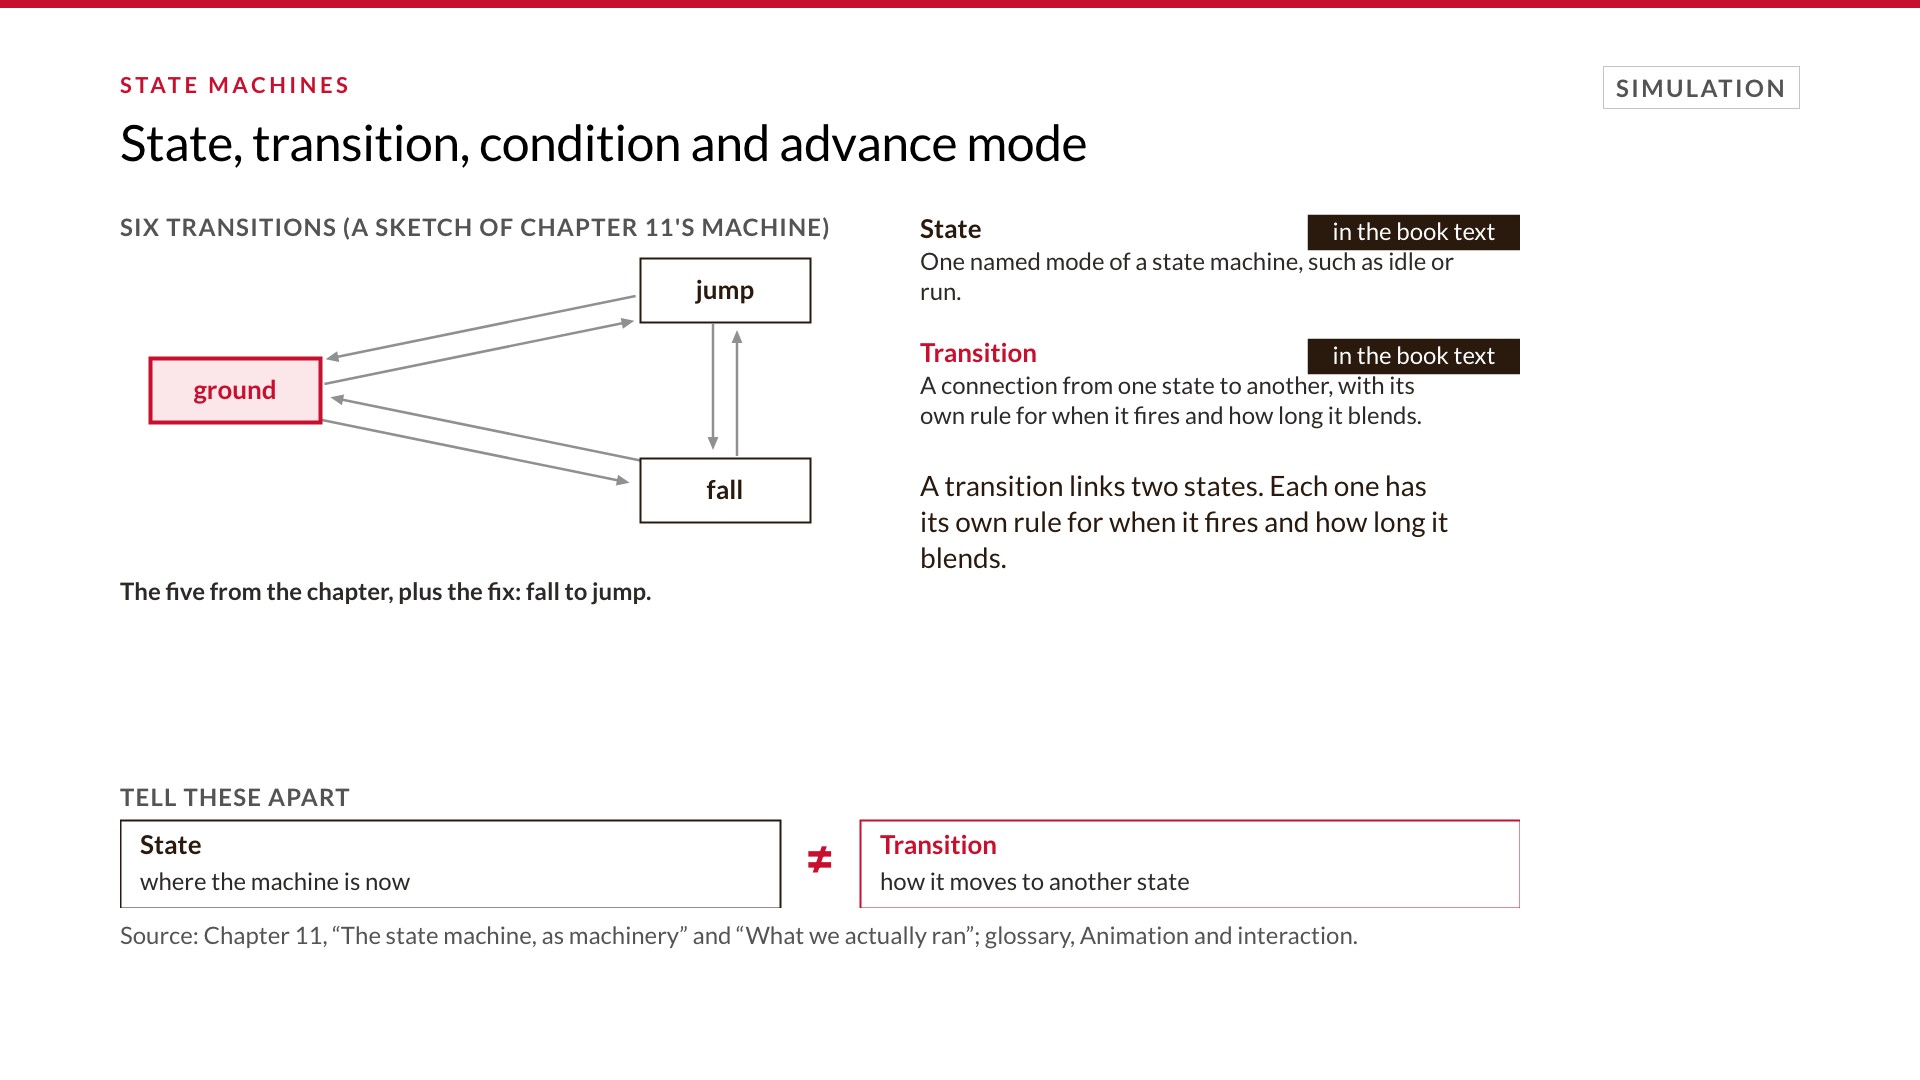 STATE MACHINES
SIMULATION
State, transition, condition and advance mode
SIX TRANSITIONS (A SKETCH OF CHAPTER 11'S MACHINE)
jump
ground
fall
The five from the chapter, plus the fix: fall to jump.
State
in the book text
One named mode of a state machine, such as idle or
run.
Transition
in the book text
A connection from one state to another, with its
own rule for when it fires and how long it blends.
A transition links two states. Each one has
its own rule for when it fires and how long it
blends.
TELL THESE APART
State
where the machine is now
≠
Transition
how it moves to another state
Source: Chapter 11, “The state machine, as machinery” and “What we actually ran”; glossary, Animation and interaction.